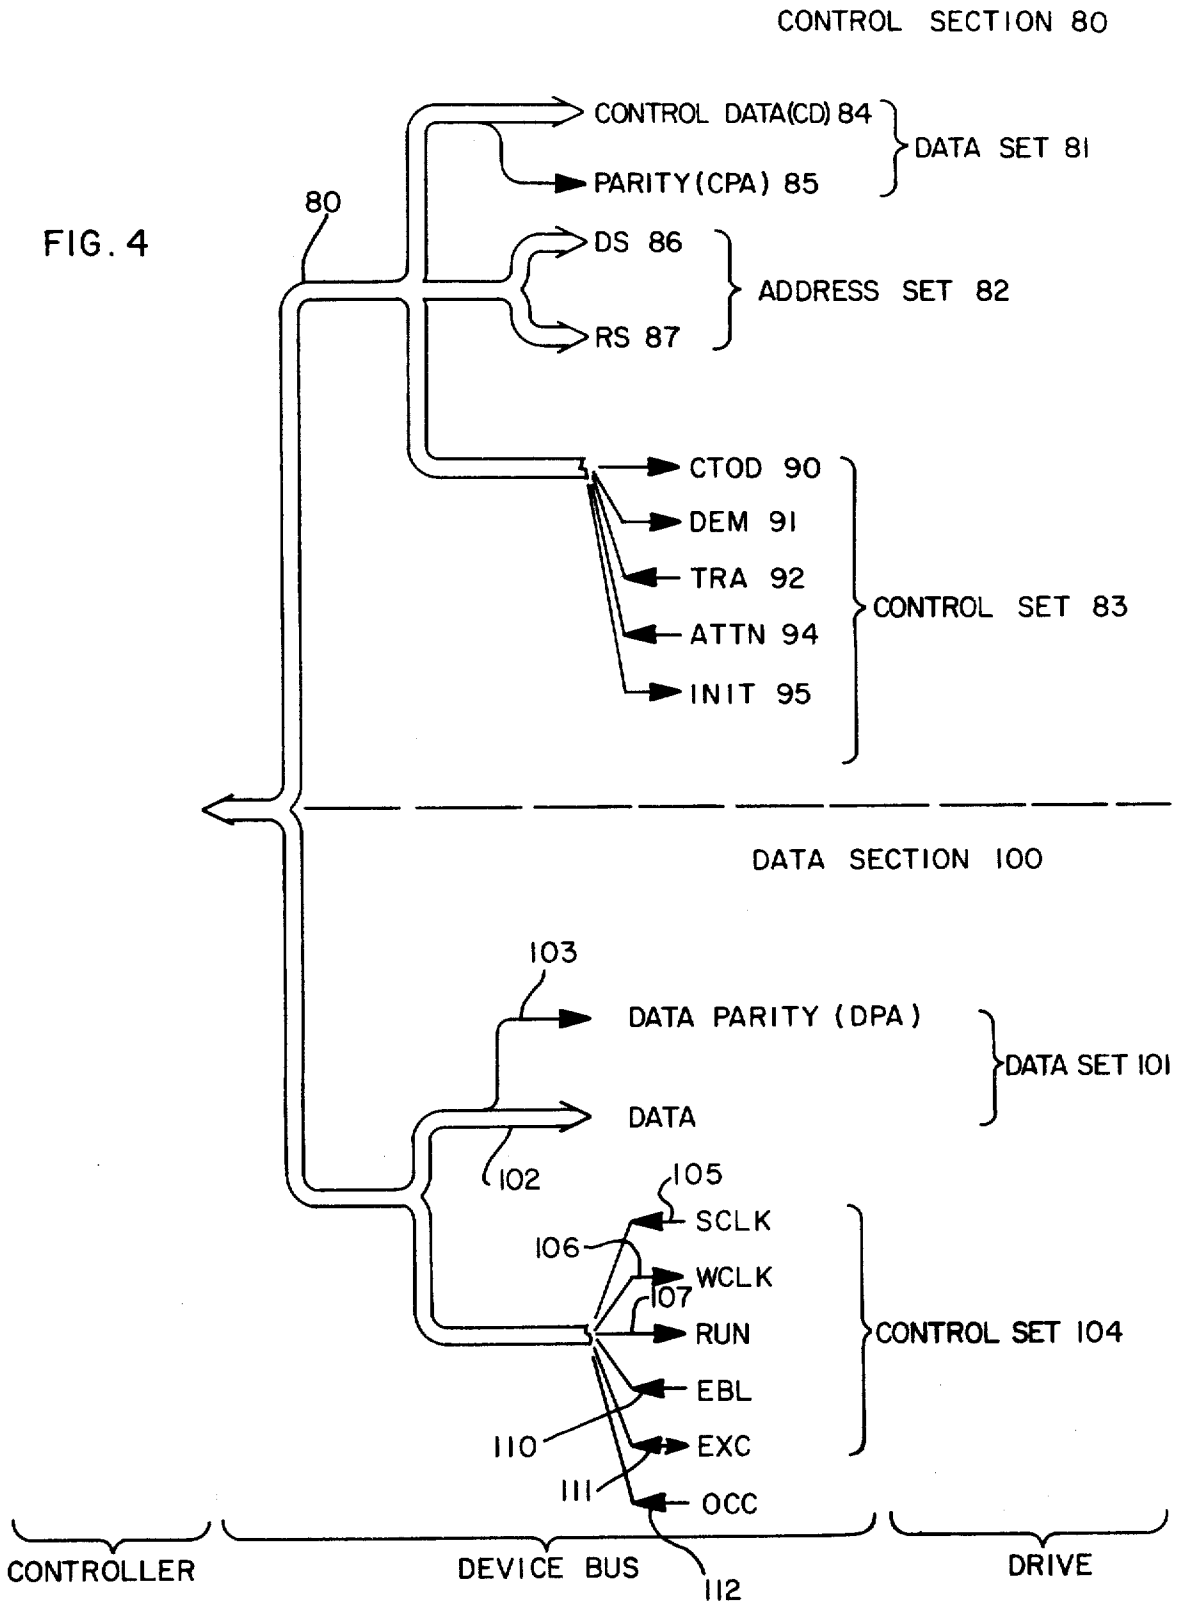 CONTROL SECTION 80
CONTROL DATA(CD) 84
DATA SET 81
PARITY(CPA) 85
80
FIG. 4
DS 86
ADDRESS SET 82
RS 87
CTOD 90
DEM 91
TRA 92
CONTROL SET 83
ATTN 94
INIT 95
DATA SECTION 100
103
DATA PARITY (DPA)
DATA SET 101
DATA
102
105
SCLK
106
WCLK
107
RUN
CONTROL SET 104
EBL
110
EXC
111
OCC
CONTROLLER
DEVICE BUS
DRIVE
112